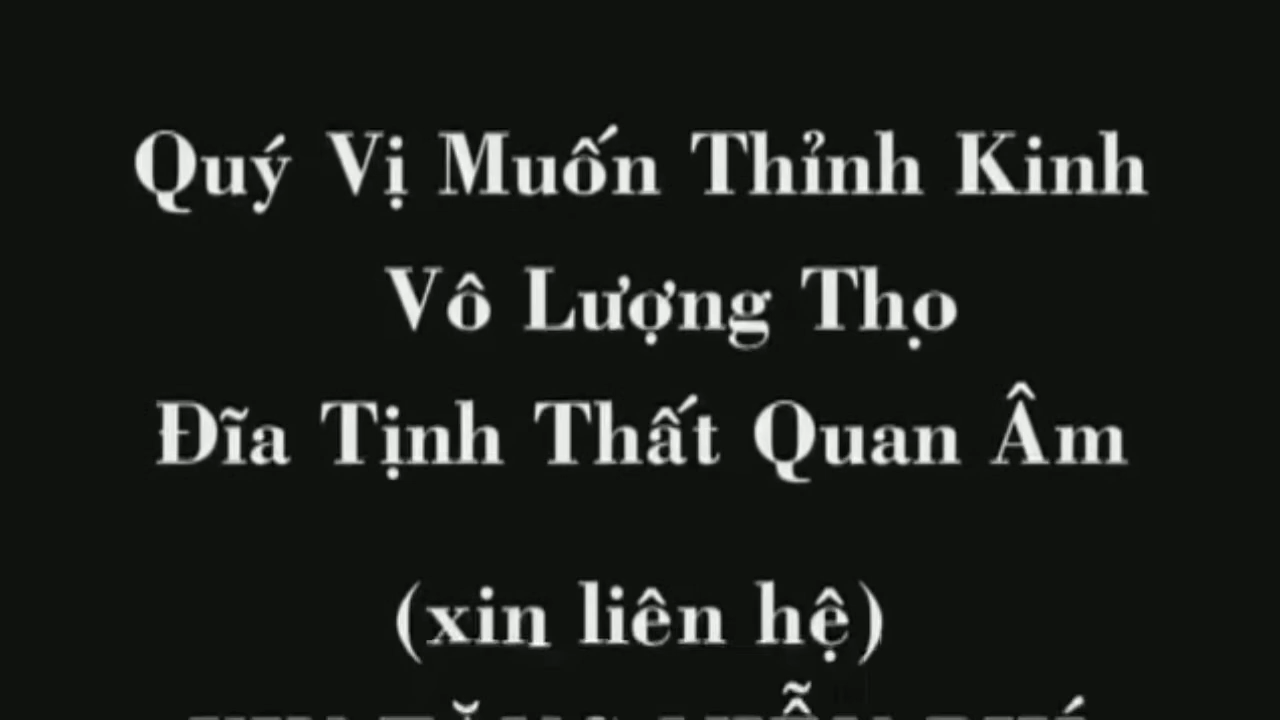 Quý Vị Muốn Thỉnh Kinh
Vô Lượng Thọ
Đĩa Tịnh Thất Quan Âm
(xin liên hệ)